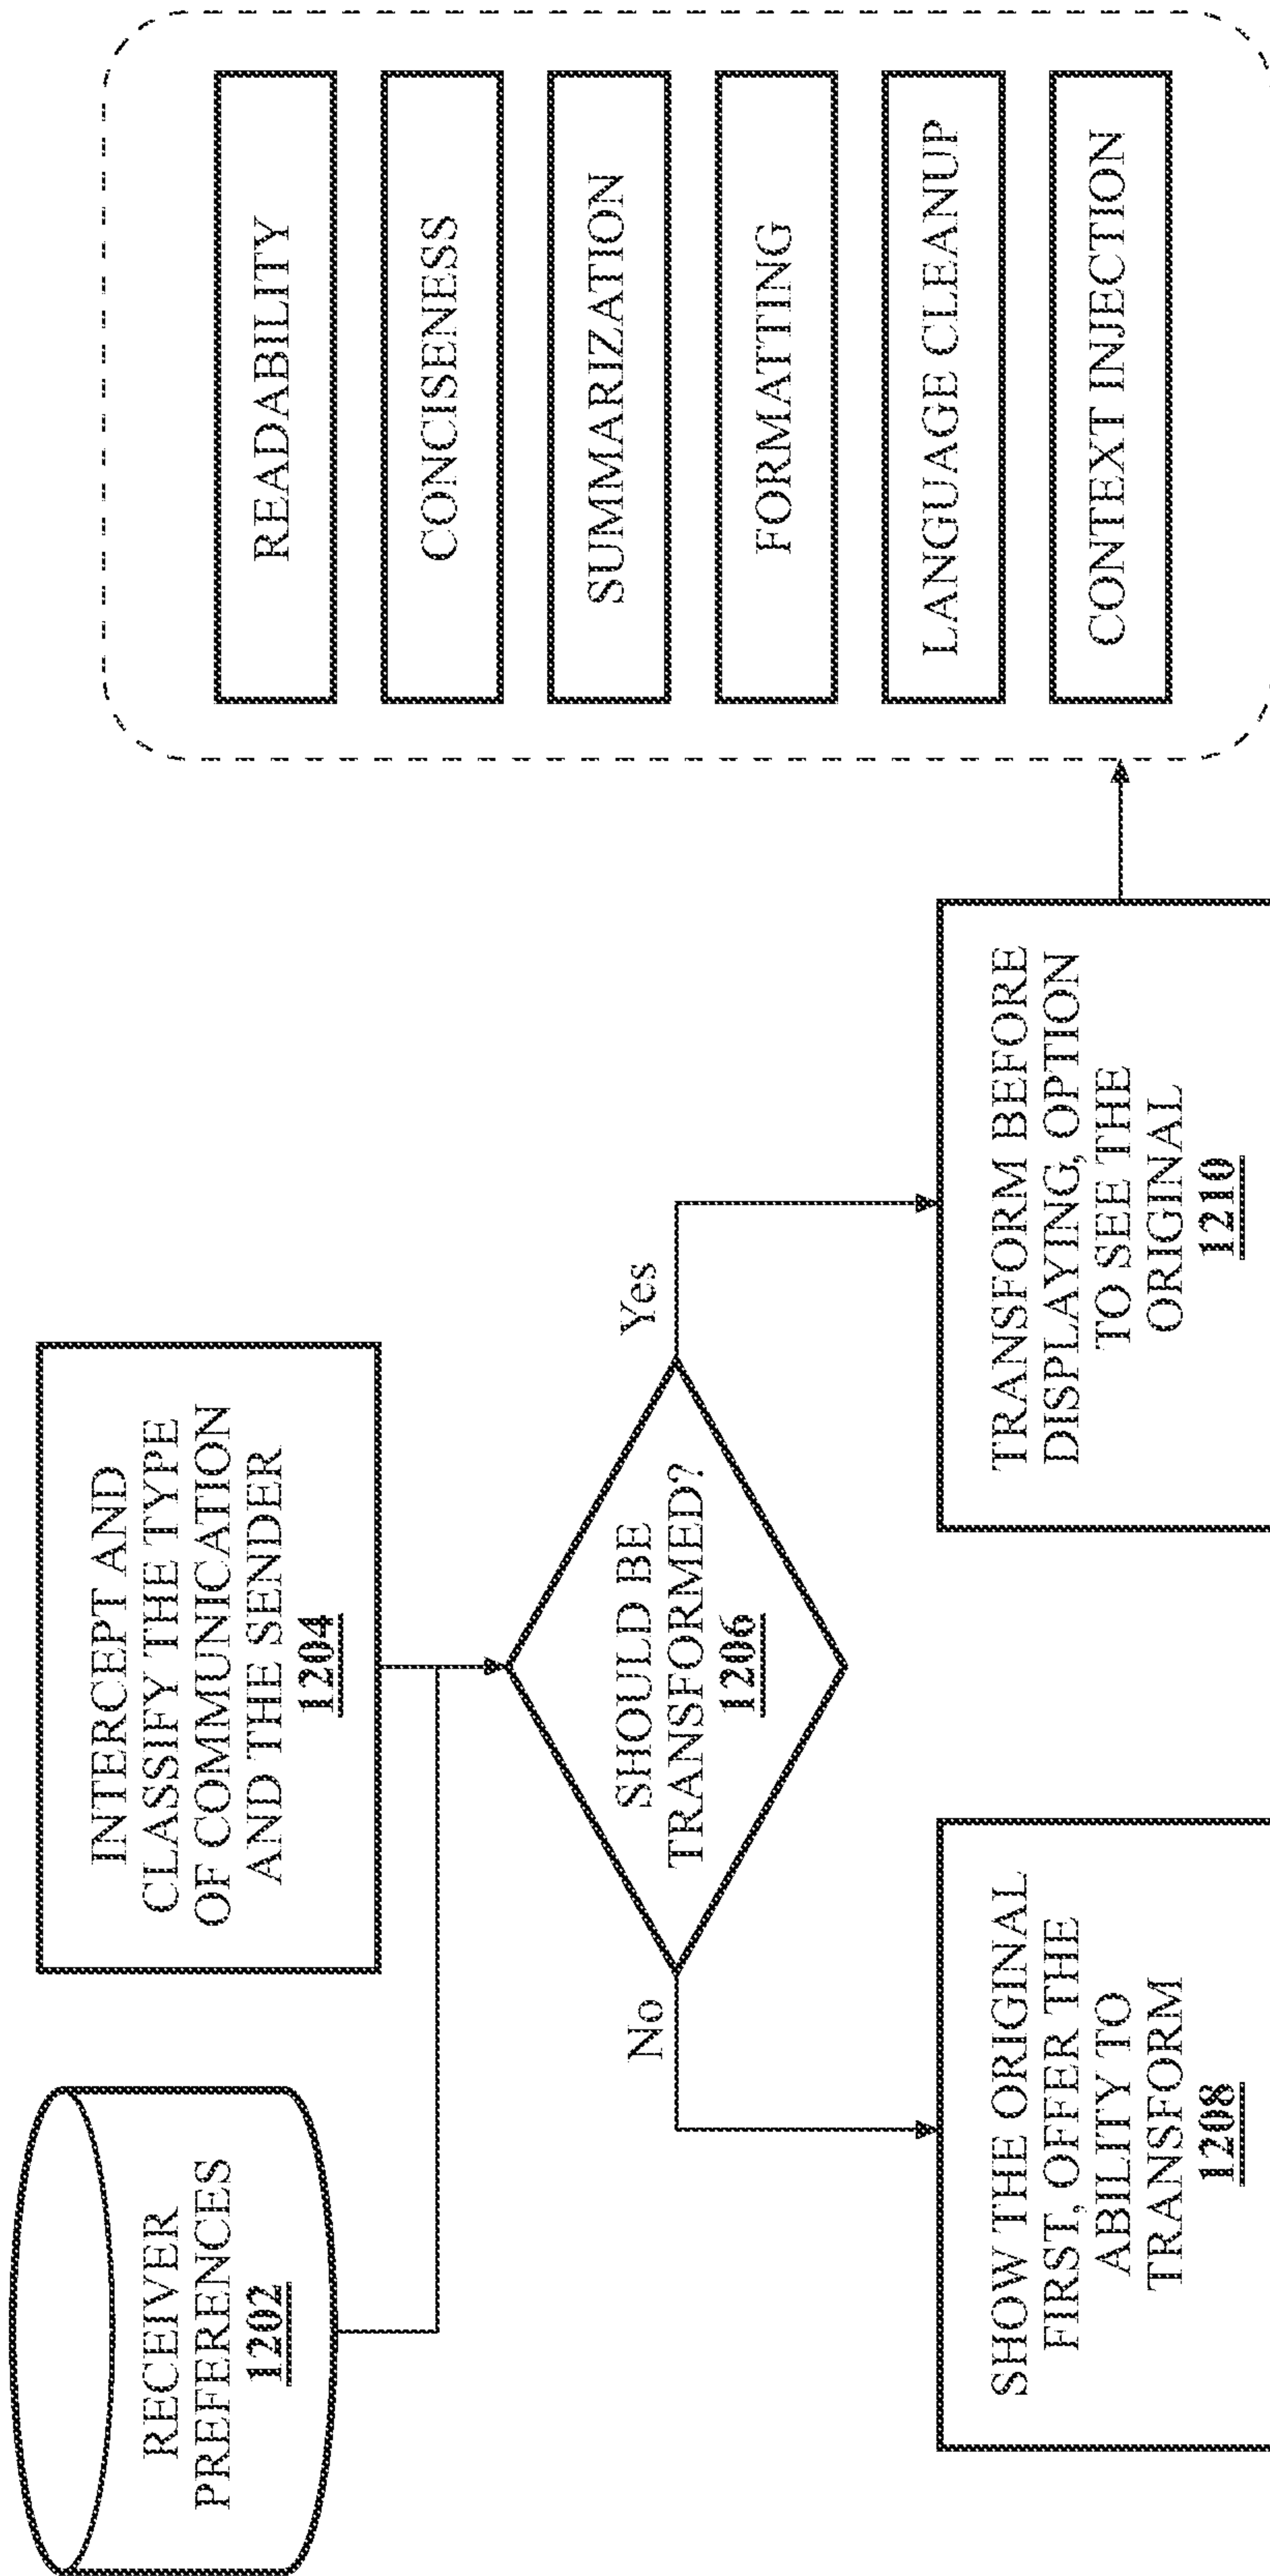 RECEIVER
PREFERENCES
1202
INTERCEPT AND
CLASSIFY THE TYPE
OF COMMUNICATION
AND THE SENDER
1204
SHOULD BE
TRANSFORMED?
1206
No
Yes
SHOW THE ORIGINAL
FIRST, OFFER THE
ABILITY TO
TRANSFORM
1208
TRANSFORM BEFORE
DISPLAYING, OPTION
TO SEE THE
ORIGINAL
1210
READABILITY
CONCISENESS
SUMMARIZATION
FORMATTING
LANGUAGE CLEANUP
CONTEXT INJECTION